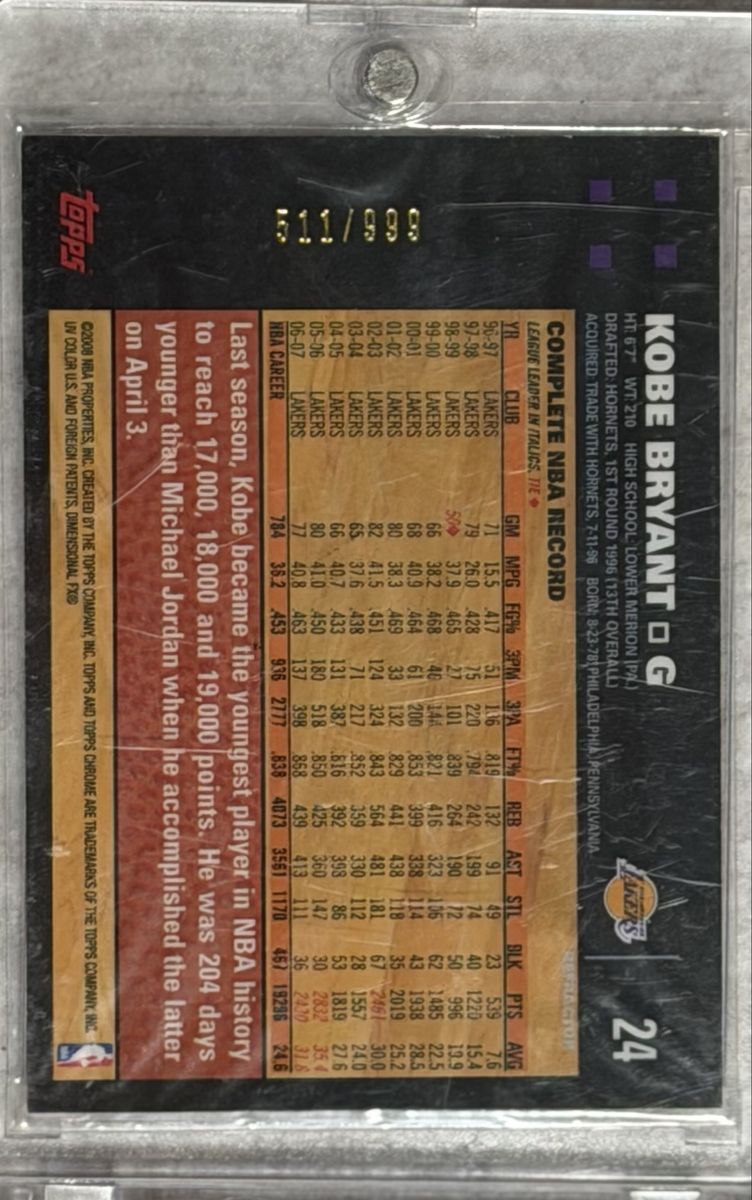 KOBE BRYANT □ G
HT: 6'7" WT: 210 HIGH SCHOOL: LOWER MERION (PA)
DRAFTED: HORNETS, 1ST ROUND 1996 (13TH OVERALL)
ACQUIRED: TRADE WITH HORNETS, 7-11-96 BORN: 8-23-78 PHILADELPHIA, PENNSYLVANIA
LAKERS
24
REFRACTOR
COMPLETE NBA RECORD
LEAGUE LEADER IN ITALICS, TIE ♦
YR CLUB GM MPG FG% 3PM 3PA FT% REB AST STL BLK PTS AVG
96-97 LAKERS 71 15.5 .417 51 136 .819 132 91 49 23 539 7.6
97-98 LAKERS 79 26.0 .428 75 220 .794 242 199 74 40 1220 15.4
98-99 LAKERS 50♦ 37.9 .465 27 101 .839 264 190 72 50 996 19.9
99-00 LAKERS 66 38.2 .468 46 144 .821 416 323 106 62 1485 22.5
00-01 LAKERS 68 40.9 .464 61 200 .853 399 338 114 43 1938 28.5
01-02 LAKERS 80 38.3 .469 33 132 .829 441 438 118 35 2019 25.2
02-03 LAKERS 82 41.5 .451 124 324 .843 564 481 181 67 2461 30.0
03-04 LAKERS 65 37.6 .438 71 217 .852 359 330 112 28 1557 24.0
04-05 LAKERS 66 40.7 .433 131 387 .816 392 398 86 53 1819 27.6
05-06 LAKERS 80 41.0 .450 180 518 .850 425 360 147 30 2832 35.4
06-07 LAKERS 77 40.8 .463 137 398 .868 439 413 111 36 2430 31.6
NBA CAREER 784 36.2 .453 936 2777 .838 4073 3561 1170 467 19296 24.6
Last season, Kobe became the youngest player in NBA history
to reach 17,000, 18,000 and 19,000 points. He was 204 days
younger than Michael Jordan when he accomplished the latter
on April 3.
©2008 NBA PROPERTIES, INC. CREATED BY THE TOPPS COMPANY, INC. TOPPS AND TOPPS CHROME ARE TRADEMARKS OF THE TOPPS COMPANY, INC.
UV COLOR U.S. AND FOREIGN PATENTS, DIMENSIONAL FX®
511/999
topps